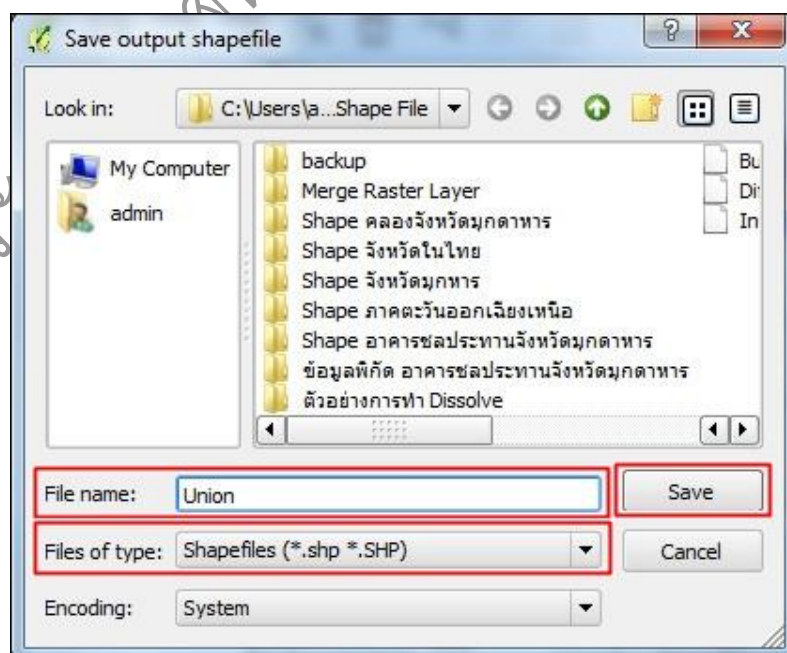 Save output shapefile
Look in: C:\Users\a...Shape File
My Computer
admin
backup
Merge Raster Layer
Shape คลองจังหวัดมุกดาหาร
Shape จังหวัดในไทย
Shape จังหวัดมุกหาร
Shape ภาคตะวันออกเฉียงเหนือ
Shape อาคารชลประทานจังหวัดมุกดาหาร
ข้อมูลพิกัด อาคารชลประทานจังหวัดมุกดาหาร
ตัวอย่างการทำ Dissolve
Bu
In
File name: Union Save
Files of type: Shapefiles (*.shp *.SHP) Cancel
Encoding: System